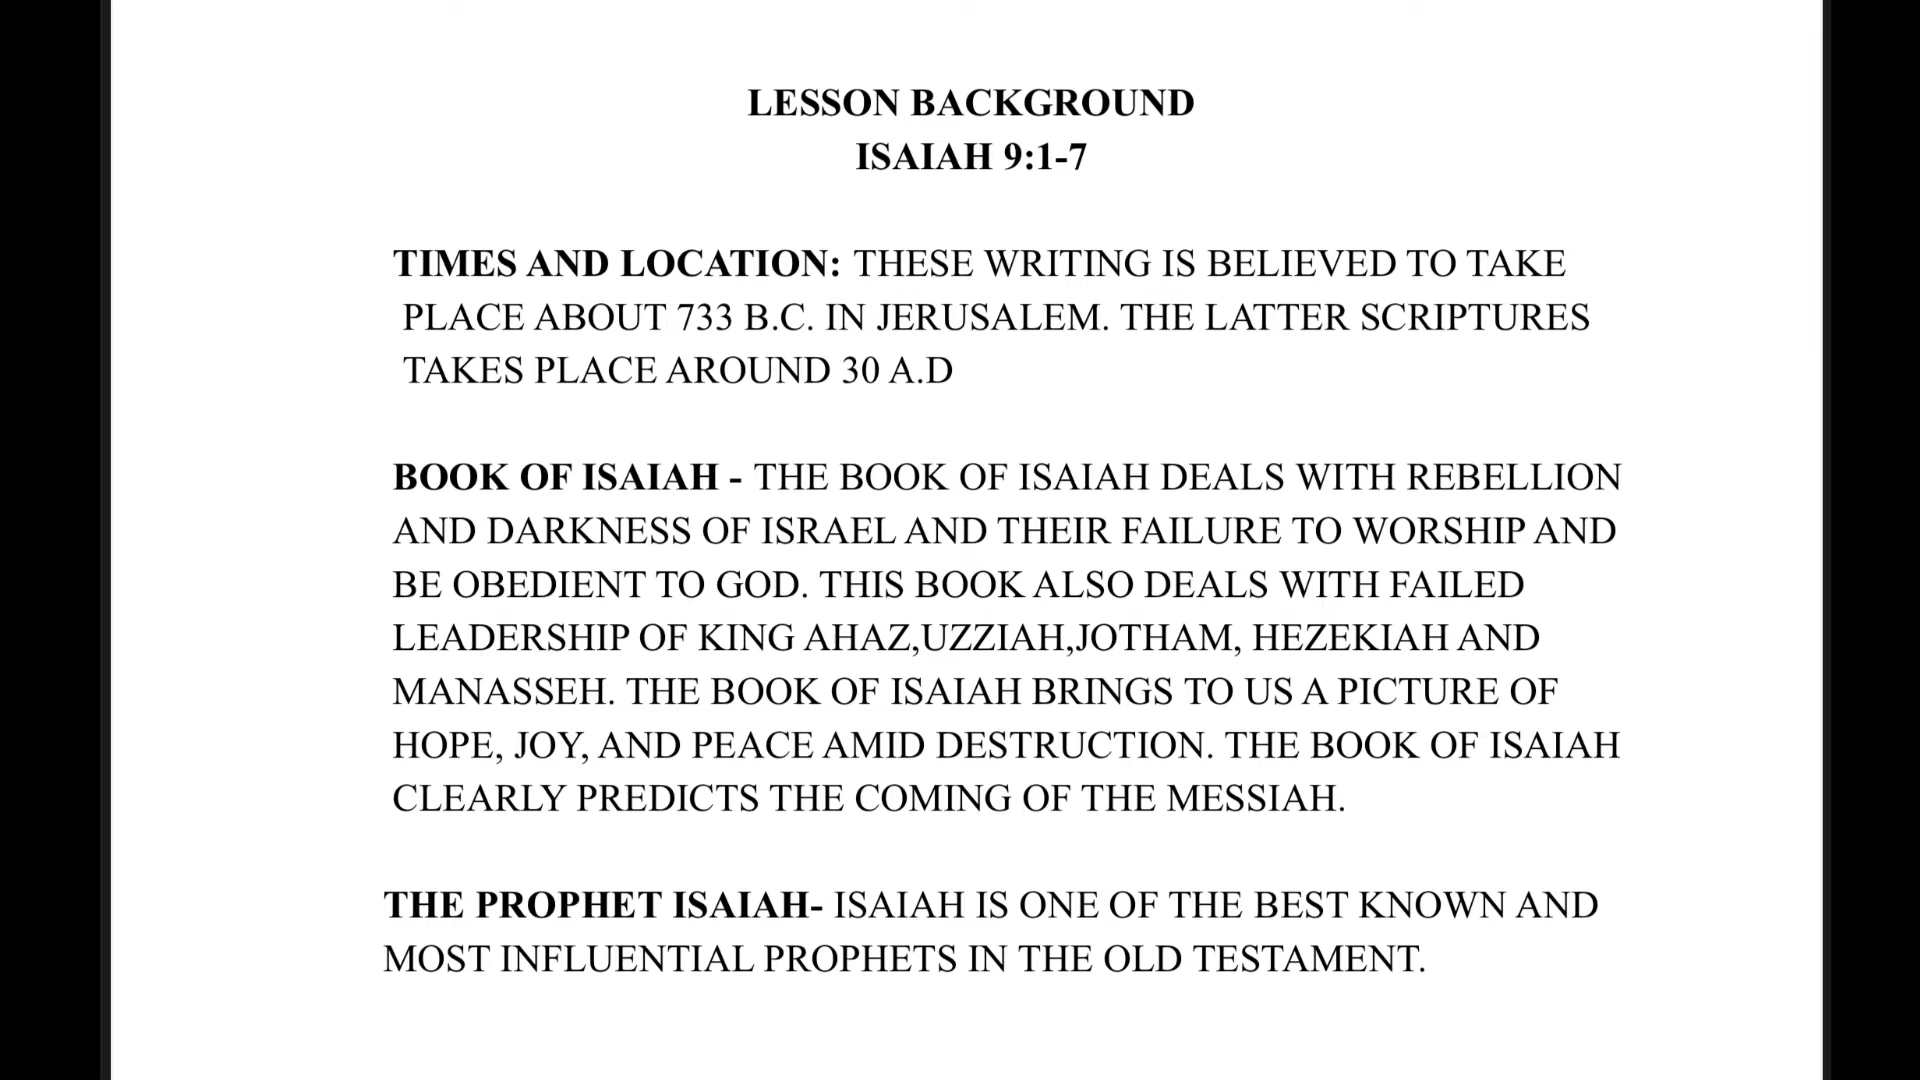 LESSON BACKGROUND
ISAIAH 9:1-7
TIMES AND LOCATION: THESE WRITING IS BELIEVED TO TAKE
PLACE ABOUT 733 B.C. IN JERUSALEM. THE LATTER SCRIPTURES
TAKES PLACE AROUND 30 A.D
BOOK OF ISAIAH - THE BOOK OF ISAIAH DEALS WITH REBELLION
AND DARKNESS OF ISRAEL AND THEIR FAILURE TO WORSHIP AND
BE OBEDIENT TO GOD. THIS BOOK ALSO DEALS WITH FAILED
LEADERSHIP OF KING AHAZ,UZZIAH,JOTHAM, HEZEKIAH AND
MANASSEH. THE BOOK OF ISAIAH BRINGS TO US A PICTURE OF
HOPE, JOY, AND PEACE AMID DESTRUCTION. THE BOOK OF ISAIAH
CLEARLY PREDICTS THE COMING OF THE MESSIAH.
THE PROPHET ISAIAH- ISAIAH IS ONE OF THE BEST KNOWN AND
MOST INFLUENTIAL PROPHETS IN THE OLD TESTAMENT.